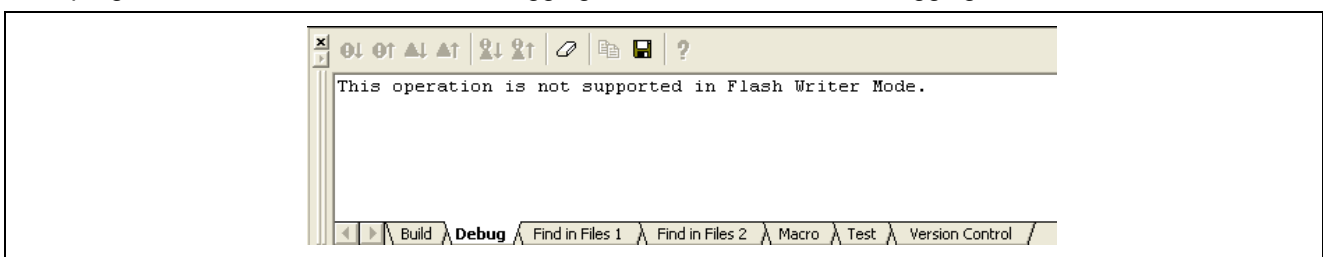 This operation is not supported in Flash Writer Mode.
Build Debug Find in Files 1 Find in Files 2 Macro Test Version Control